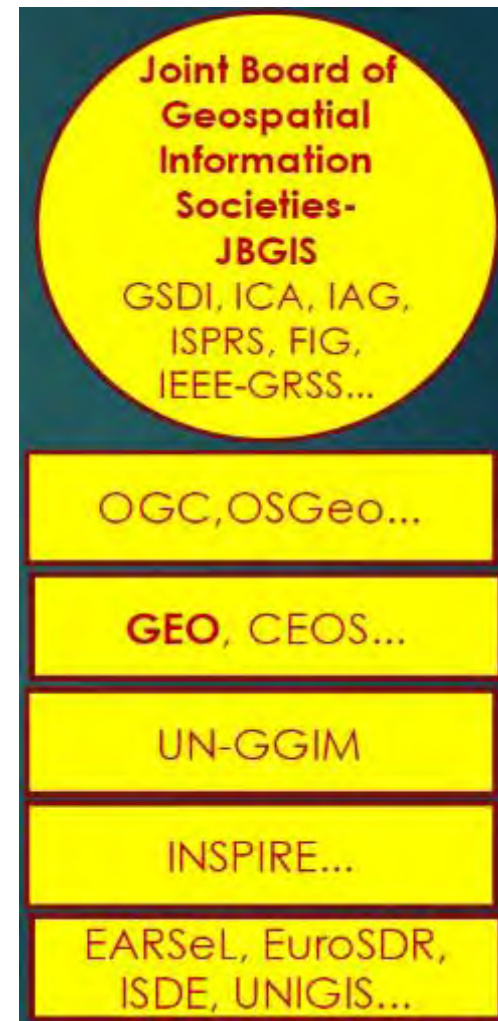 Joint Board of
Geospatial
Information
Societies-
JBGIS
GSDI, ICA, IAG,
ISPRS, FIG,
IEEE-GRSS...
OGC,OSGeo...
GEO, CEOS...
UN-GGIM
INSPIRE...
EARSeL, EuroSDR,
ISDE, UNIGIS...